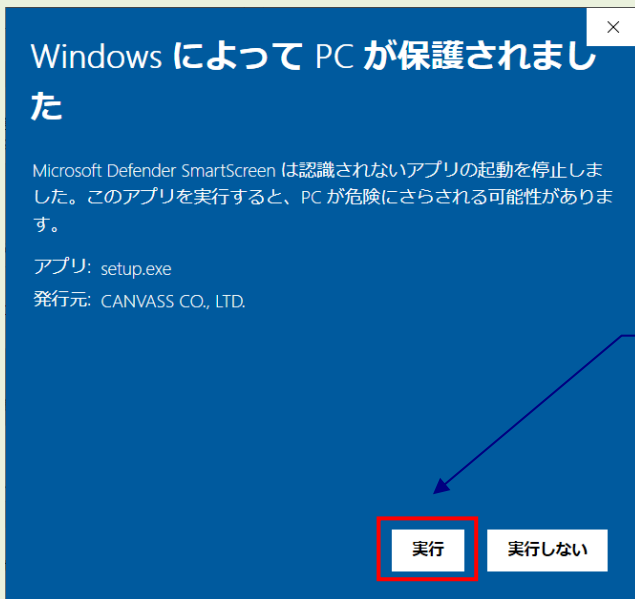 Windows によって PC が保護されまし
た
Microsoft Defender SmartScreen は認識されないアプリの起動を停止しま
した。このアプリを実行すると、PC が危険にさらされる可能性がありま
す。
アプリ: setup.exe
発行元: CANVASS CO., LTD.
実行 実行しない